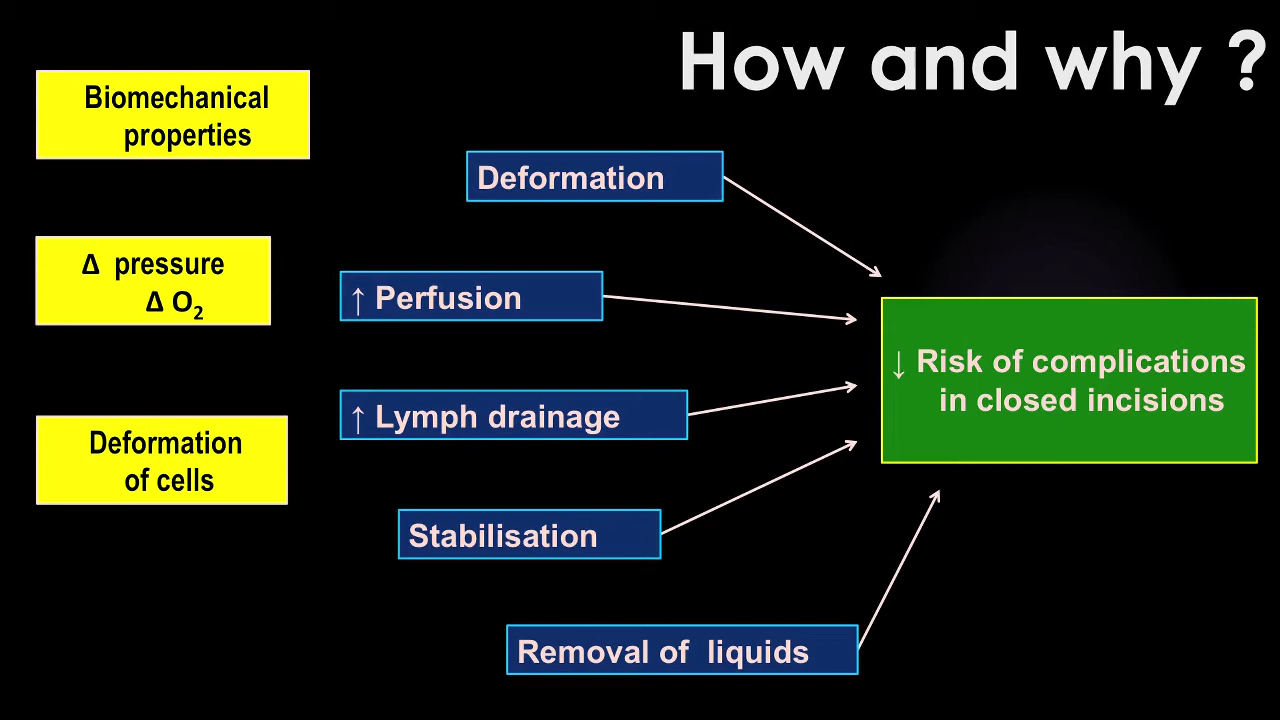 How and why ?
Biomechanical
properties
Δ pressure
Δ O₂
Deformation
of cells
Deformation
↑ Perfusion
↑ Lymph drainage
Stabilisation
Removal of liquids
↓ Risk of complications
in closed incisions